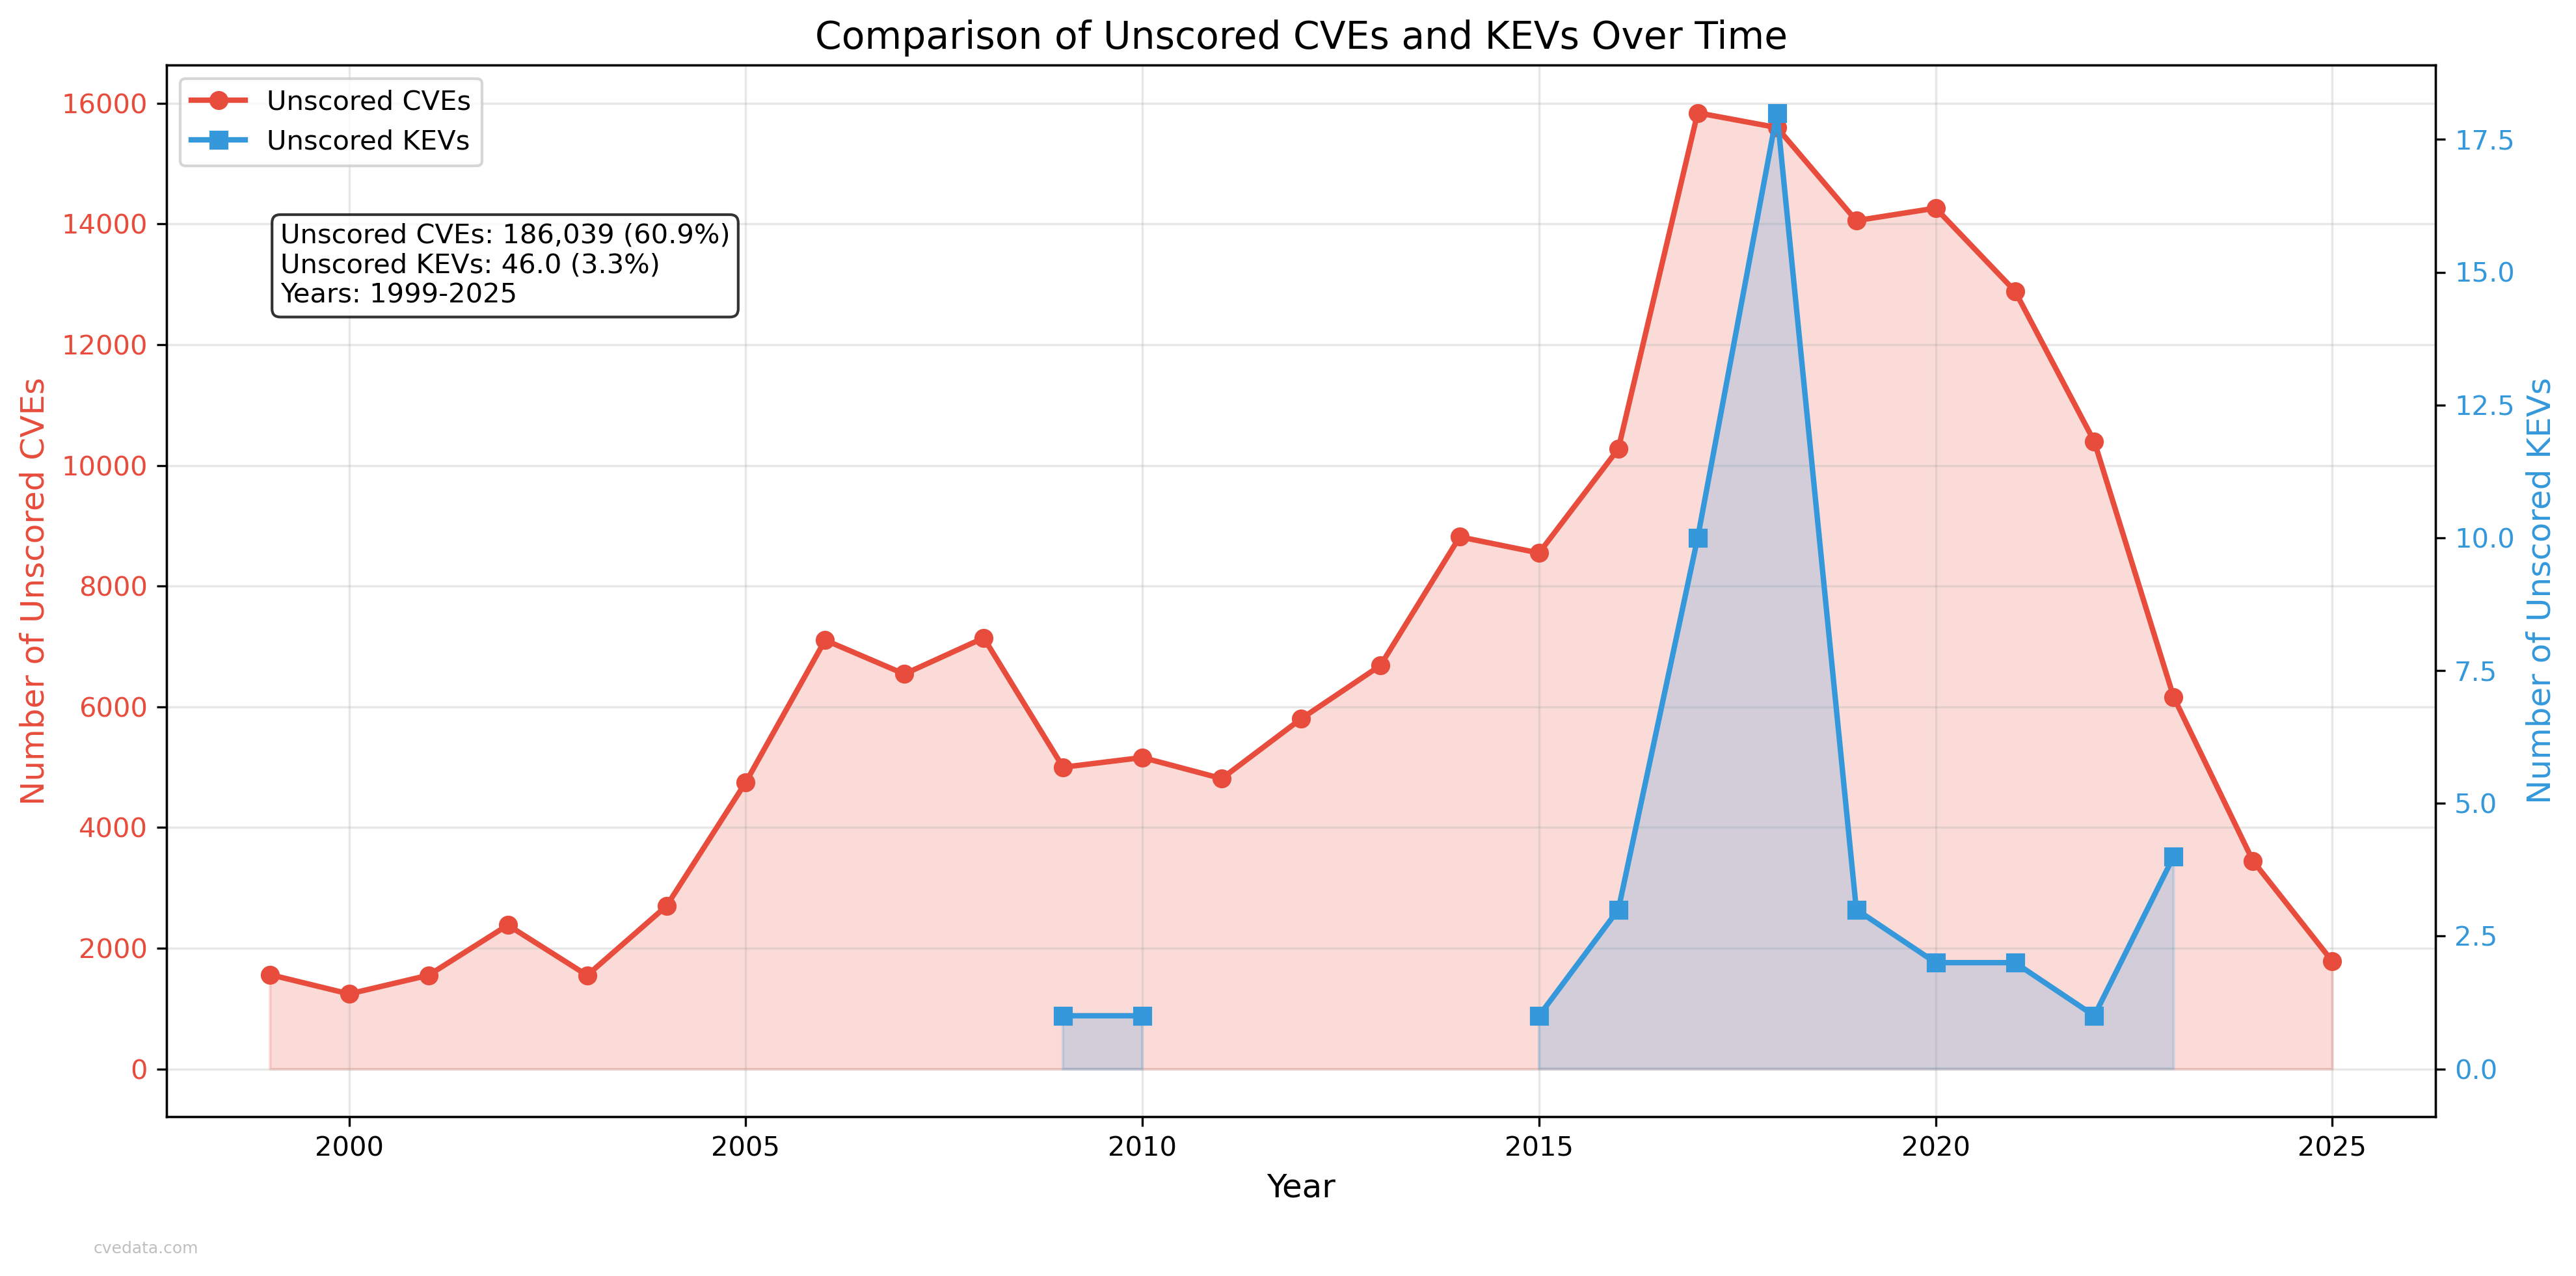 Comparison of Unscored CVEs and KEVs Over Time
Unscored CVEs
Unscored KEVs
Unscored CVEs: 186,039 (60.9%)
Unscored KEVs: 46.0 (3.3%)
Years: 1999-2025
Number of Unscored CVEs
16000
14000
12000
10000
8000
6000
4000
2000
0
17.5
15.0
12.5
10.0
7.5
5.0
2.5
0.0
Number of Unscored KEVs
2000
2005
2010
2015
2020
2025
Year
cvedata.com